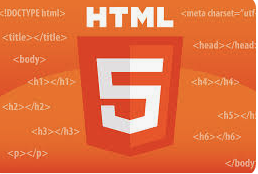 <!DOCTYPE html>
HTML
<meta charset="utf-
<title></title>
</head>
<body>
5
<h1></h1>
<h4></h4>
<h2></h2>
<h5></h5>
<h3></h3>
<h6></h6>
<p></p>
</body>